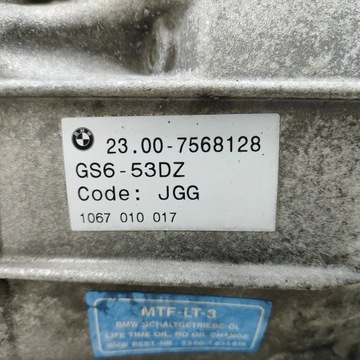 23.00-7568128
GS6-53DZ
Code: JGG
1067 010 017
MTF-LT-3
BMW SCHALTGETRIEBE-ÖL
LIFE TIME OIL, NO OIL CHANGE